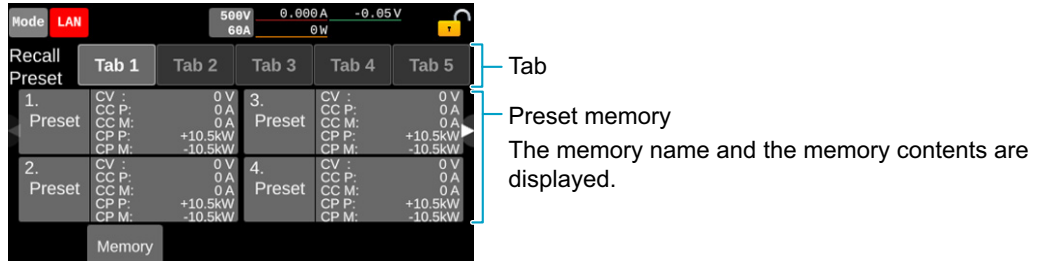 Mode LAN 500V 0.000A -0.05V
60A 0W
Recall Preset Tab 1 Tab 2 Tab 3 Tab 4 Tab 5
Tab
1. Preset
CV : 0 V
CC P: 0 A
CC M: 0 A
CP P: +10.5kW
CP M: -10.5kW
3. Preset
CV : 0 V
CC P: 0 A
CC M: 0 A
CP P: +10.5kW
CP M: -10.5kW
2. Preset
CV : 0 V
CC P: 0 A
CC M: 0 A
CP P: +10.5kW
CP M: -10.5kW
4. Preset
CV : 0 V
CC P: 0 A
CC M: 0 A
CP P: +10.5kW
CP M: -10.5kW
Memory
Preset memory
The memory name and the memory contents are
displayed.